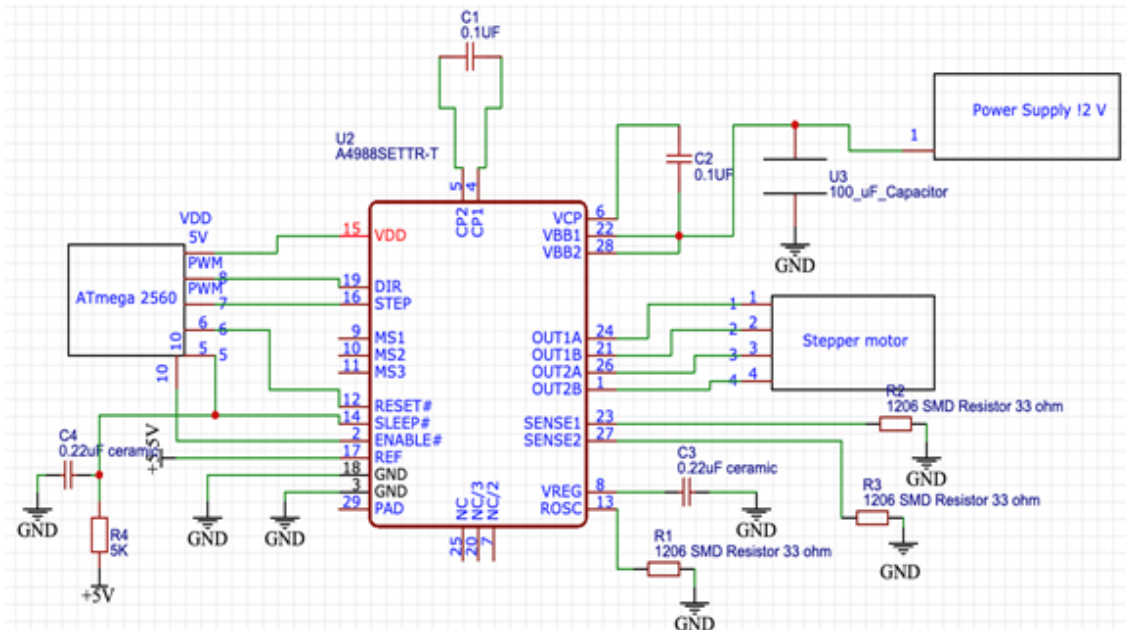 C1
0.1UF
U2
A4988SETTR-T
5
4
CP2
CP1
Power Supply !2 V
1
C2
0.1UF
U3
100_uF_Capacitor
GND
VDD
5V
PWM
8
PWM
7
ATmega 2560
6
6
10
5
5
10
15
VDD
19
DIR
16
STEP
9
MS1
10
MS2
11
MS3
12
RESET#
14
SLEEP#
2
ENABLE#
17
REF
18
GND
3
GND
29
PAD
VCP
6
VBB1
22
VBB2
28
OUT1A
24
OUT1B
21
OUT2A
26
OUT2B
1
SENSE1
23
SENSE2
27
VREG
8
ROSC
13
NC
NC/3
NC/2
25
20
7
1
1
2
2
3
3
4
4
Stepper motor
R2
1206 SMD Resistor 33 ohm
GND
C3
0.22uF ceramic
GND
R3
1206 SMD Resistor 33 ohm
GND
R1
1206 SMD Resistor 33 ohm
GND
C4
0.22uF ceramic
+5V
GND
GND
GND
R4
5K
+5V